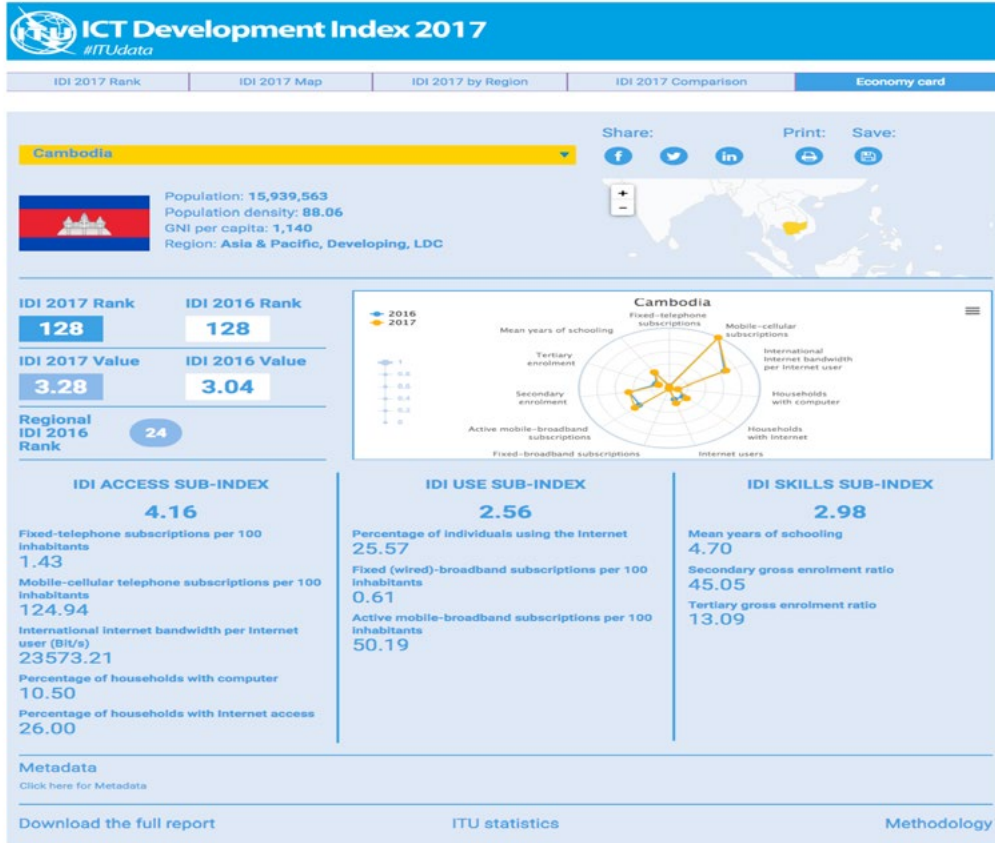 ITU
ICT Development Index 2017
#ITUdata
IDI 2017 Rank
IDI 2017 Map
IDI 2017 by Region
IDI 2017 Comparison
Economy card
Share:
Print:
Save:
Cambodia
Population: 15,939,563
Population density: 88.06
GNI per capita: 1,140
Region: Asia & Pacific, Developing, LDC
+
−
IDI 2017 Rank
IDI 2016 Rank
128
128
IDI 2017 Value
IDI 2016 Value
3.28
3.04
Regional
IDI 2016
Rank
24
Cambodia
2016
2017
1
0.8
0.6
0.4
0.2
0
Fixed-telephone
subscriptions
Mobile-cellular
subscriptions
International
Internet bandwidth
per Internet user
Households
with computer
Households
with Internet
Internet users
Fixed-broadband subscriptions
Active mobile-broadband
subscriptions
Secondary
enrolment
Tertiary
enrolment
Mean years of schooling
IDI ACCESS SUB-INDEX
4.16
Fixed-telephone subscriptions per 100
inhabitants
1.43
Mobile-cellular telephone subscriptions per 100
inhabitants
124.94
International internet bandwidth per Internet
user (Bit/s)
23573.21
Percentage of households with computer
10.50
Percentage of households with Internet access
26.00
IDI USE SUB-INDEX
2.56
Percentage of individuals using the Internet
25.57
Fixed (wired)-broadband subscriptions per 100
inhabitants
0.61
Active mobile-broadband subscriptions per 100
inhabitants
50.19
IDI SKILLS SUB-INDEX
2.98
Mean years of schooling
4.70
Secondary gross enrolment ratio
45.05
Tertiary gross enrolment ratio
13.09
Metadata
Click here for Metadata
Download the full report
ITU statistics
Methodology